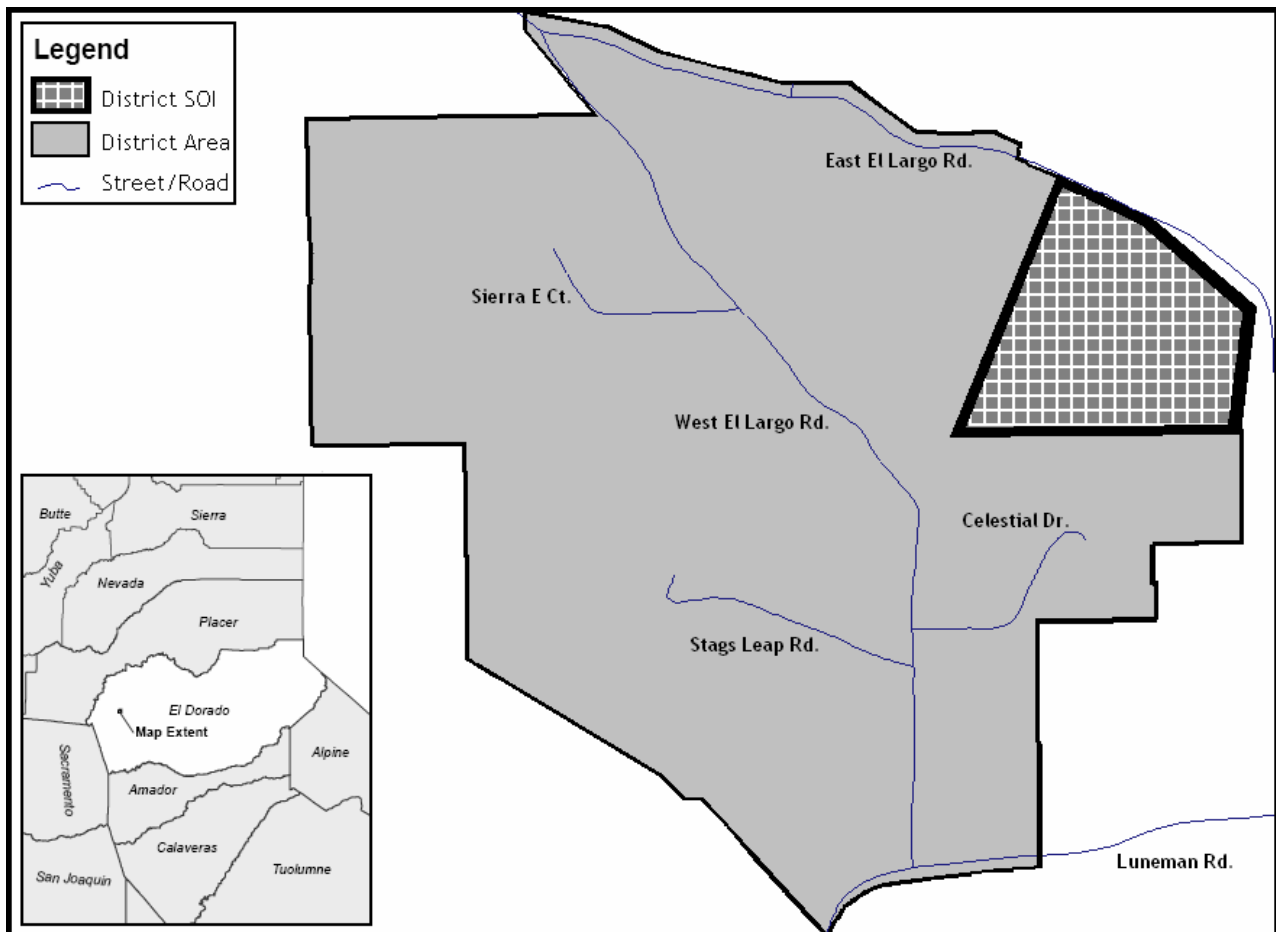 Legend
District SOI
District Area
Street/Road
East El Largo Rd.
Sierra E Ct.
West El Largo Rd.
Celestial Dr.
Stags Leap Rd.
Luneman Rd.
Butte
Sierra
Yuba
Nevada
Placer
El Dorado
Map Extent
Sacramento
Alpine
Amador
Calaveras
Tuolumne
San Joaquin